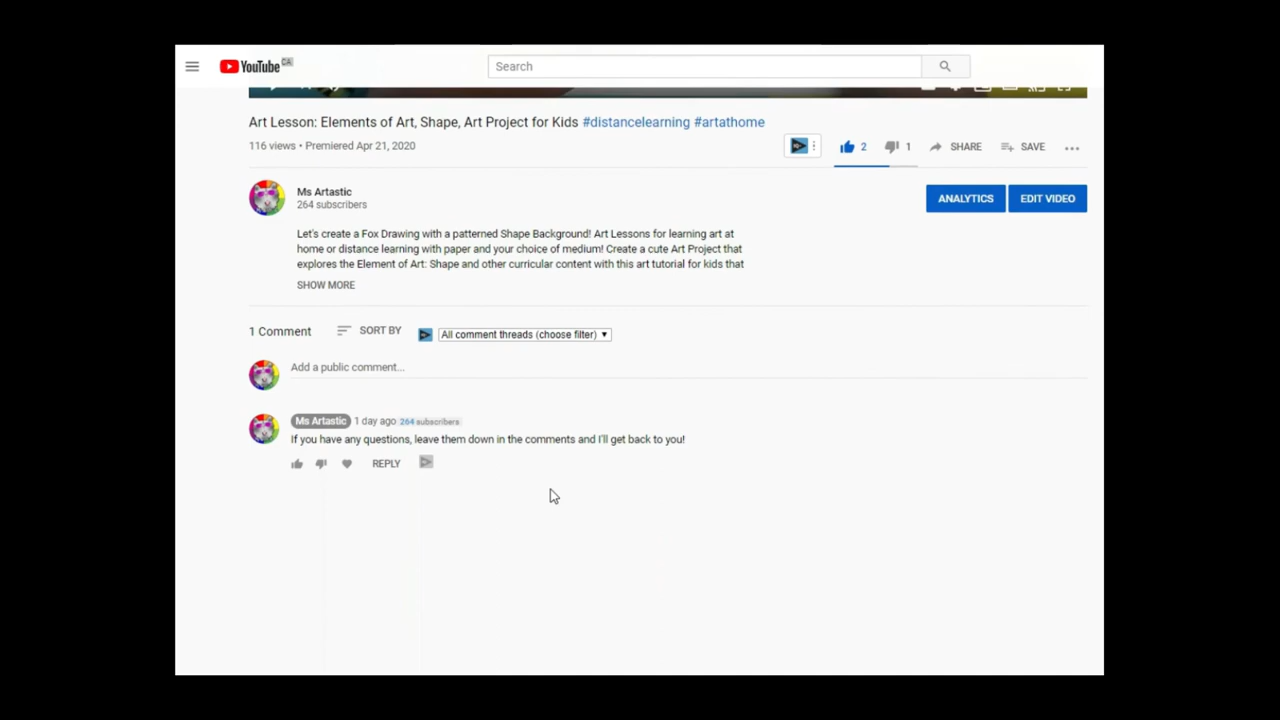 YouTube CA
Search
Art Lesson: Elements of Art, Shape, Art Project for Kids #distancelearning #artathome
116 views • Premiered Apr 21, 2020
2
1
SHARE
SAVE
Ms Artastic
264 subscribers
ANALYTICS
EDIT VIDEO
Let's create a Fox Drawing with a patterned Shape Background! Art Lessons for learning art at
home or distance learning with paper and your choice of medium! Create a cute Art Project that
explores the Element of Art: Shape and other curricular content with this art tutorial for kids that
SHOW MORE
1 Comment
SORT BY
All comment threads (choose filter)
Add a public comment...
Ms Artastic 1 day ago 264 subscribers
If you have any questions, leave them down in the comments and I'll get back to you!
REPLY